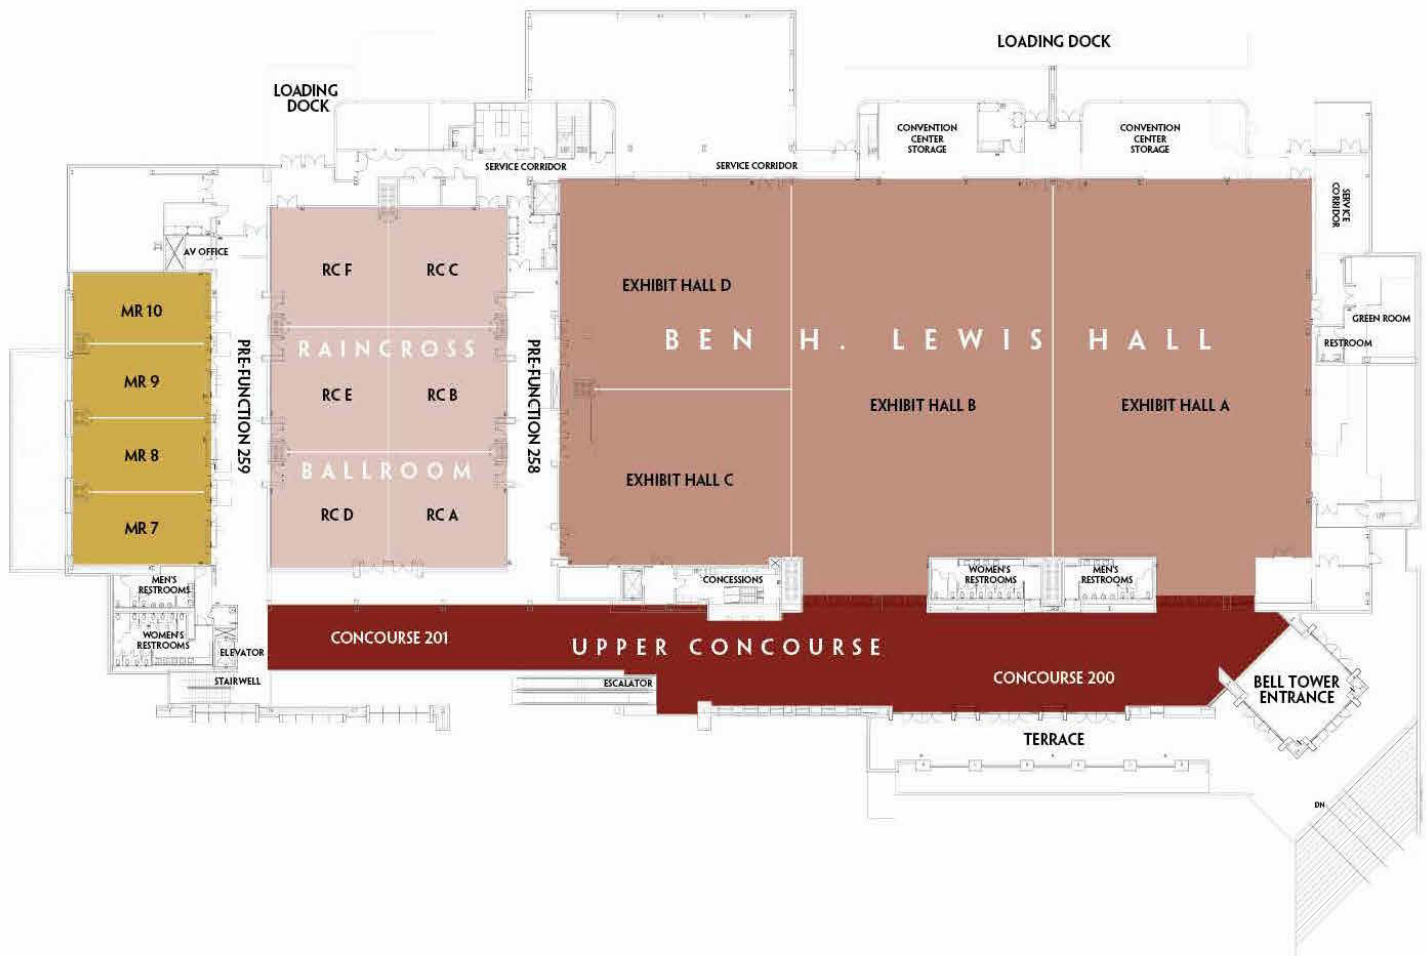 LOADING DOCK
LOADING
DOCK
CONVENTION
CENTER
STORAGE
CONVENTION
CENTER
STORAGE
SERVICE CORRIDOR
SERVICE CORRIDOR
SERVICE
CORRIDOR
AV OFFICE
RC F
RC C
EXHIBIT HALL D
MR 10
GREEN ROOM
BEN H. LEWIS HALL
RESTROOM
RAINCROSS
PRE-FUNCTION 259
PRE-FUNCTION 258
MR 9
RC E
RC B
EXHIBIT HALL B
EXHIBIT HALL A
MR 8
BALLROOM
EXHIBIT HALL C
RC D
RC A
MR 7
MEN'S
RESTROOMS
CONCESSIONS
WOMEN'S
RESTROOMS
MEN'S
RESTROOMS
WOMEN'S
RESTROOMS
CONCOURSE 201
UPPER CONCOURSE
ELEVATOR
STAIRWELL
ESCALATOR
CONCOURSE 200
BELL TOWER
ENTRANCE
TERRACE
DN